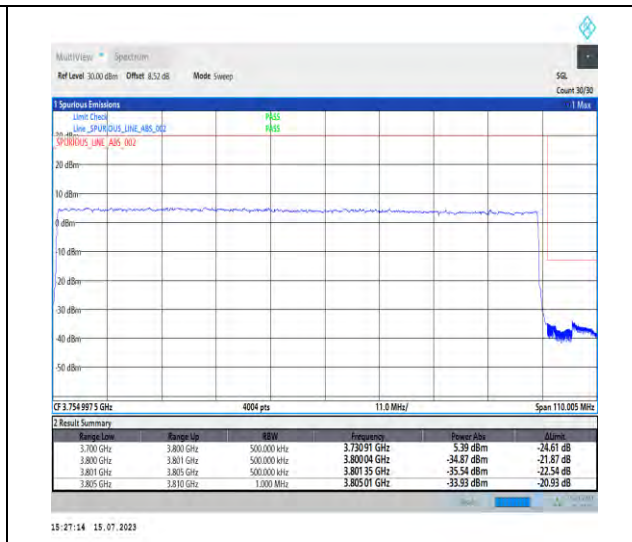 MultiView Spectrum
Ref Level 30.00 dBm Offset 8.52 dB Mode Sweep SGL
Count 30/30
1 Spurious Emissions 1 Max
Limit Check PASS
Line _SPURIOUS_LINE_ABS_002 PASS
_SPURIOUS_LINE_ABS_002
20 dBm
10 dBm
0 dBm
-10 dBm
-20 dBm
-30 dBm
-40 dBm
-50 dBm
CF 3.754 997 5 GHz 4004 pts 11.0 MHz/ Span 110.005 MHz
2 Result Summary
Range Low Range Up RBW Frequency Power Abs ΔLimit
3.700 GHz 3.800 GHz 500.000 kHz 3.730 91 GHz 5.39 dBm -24.61 dB
3.800 GHz 3.801 GHz 500.000 kHz 3.800 04 GHz -34.87 dBm -21.87 dB
3.801 GHz 3.805 GHz 500.000 kHz 3.801 35 GHz -35.54 dBm -22.54 dB
3.805 GHz 3.810 GHz 1.000 MHz 3.805 01 GHz -33.93 dBm -20.93 dB
15:27:14 15.07.2023